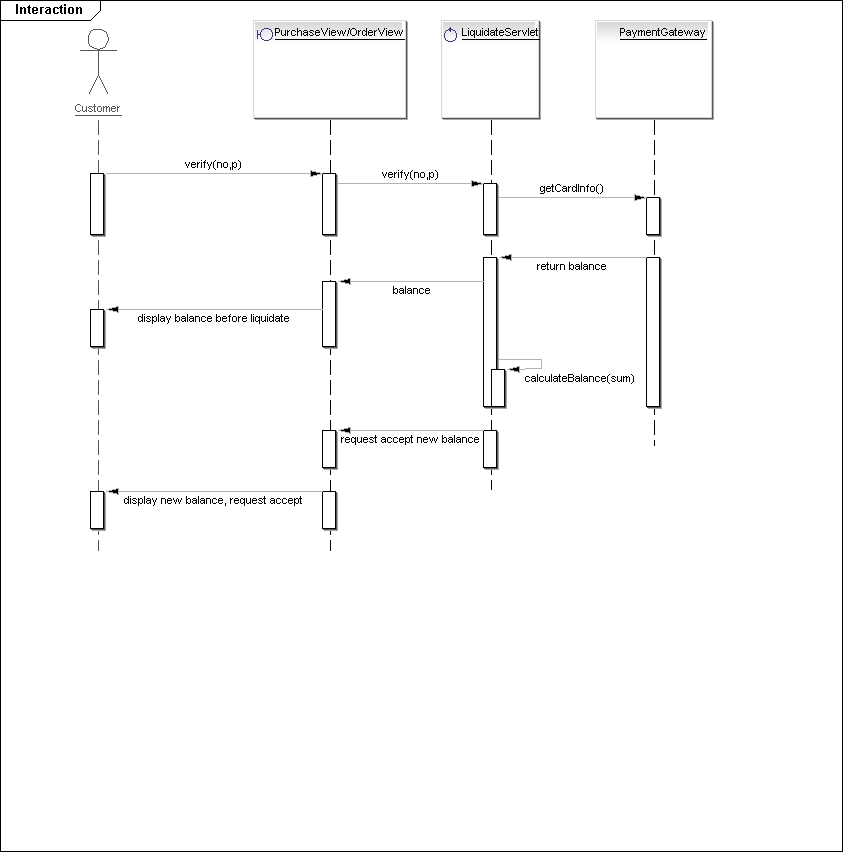 Interaction
PurchaseView/OrderView
LiquidateServlet
PaymentGateway
Customer
verify(no,p)
verify(no,p)
getCardInfo()
return balance
balance
display balance before liquidate
calculateBalance(sum)
request accept new balance
display new balance, request accept